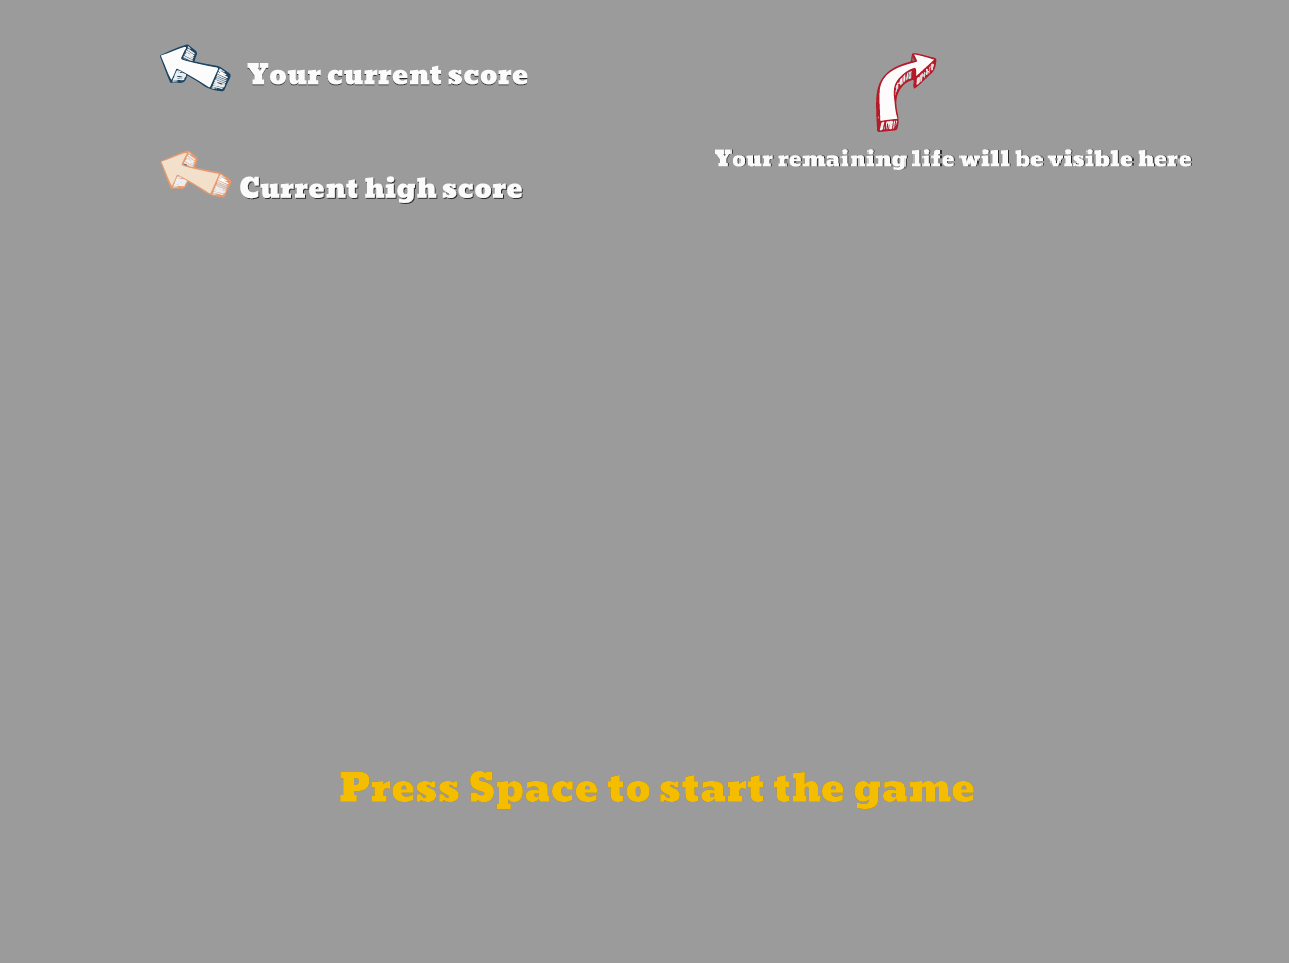 Your current score
Current high score
Your remaining life will be visible here
Press Space to start the game